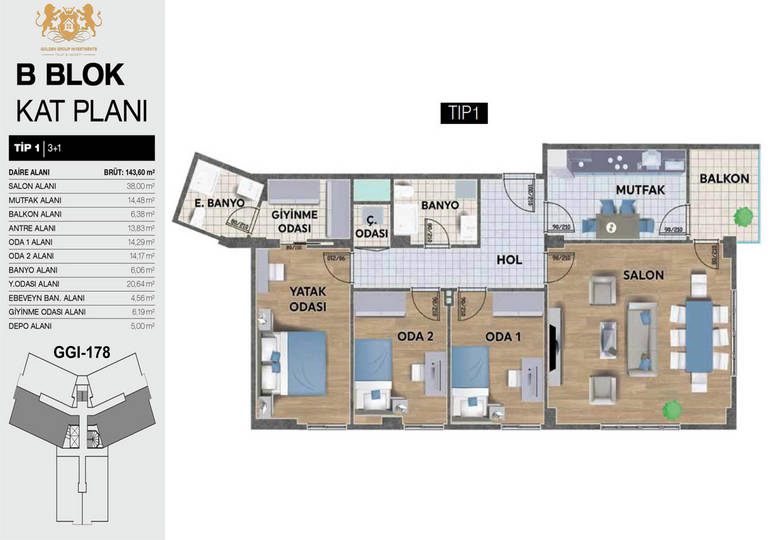 GOLDEN GROUP INVESTMENTS
B BLOK
KAT PLANI
TİP 1 | 3+1
DAİRE ALANI BRÜT: 143,60 m²
SALON ALANI 38,00 m²
MUTFAK ALANI 14,48 m²
BALKON ALANI 6,38 m²
ANTRE ALANI 13,83 m²
ODA 1 ALANI 14,29 m²
ODA 2 ALANI 14,17 m²
BANYO ALANI 6,06 m²
Y.ODASI ALANI 20,64 m²
EBEVEYN BAN. ALANI 4,56 m²
GİYİNME ODASI ALANI 6,19 m²
DEPO ALANI 5,00 m²
GGI-178
TIP1
E. BANYO
90/210
GİYİNME
ODASI
Ç.
ODASI
BANYO
90/210
100/210
MUTFAK
BALKON
90/210
90/210
HOL
90/210
90/210
SALON
YATAK
ODASI
ODA 2
90/210
ODA 1
90/210